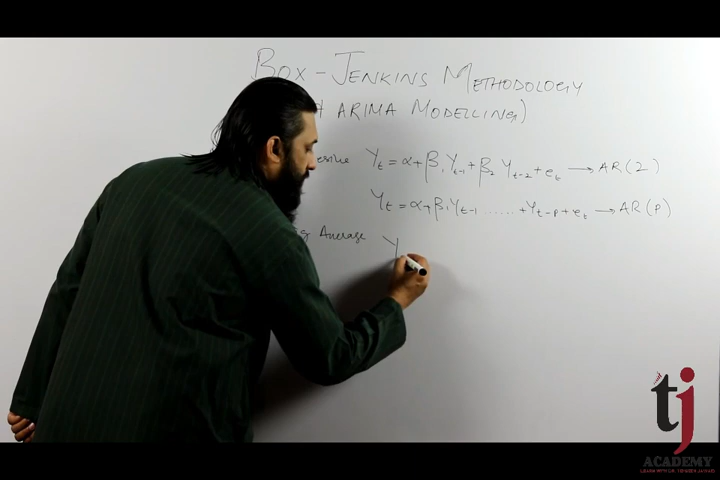 BOX-JENKINS METHODOLOGY
ARIMA MODELLING)
Yt = α + β1 Yt-1 + β2 Yt-2 + et → AR(2)
Yt = α + β1 Yt-1 ...... + Yt-p + et → AR(P)
Average Y
tj
ACADEMY